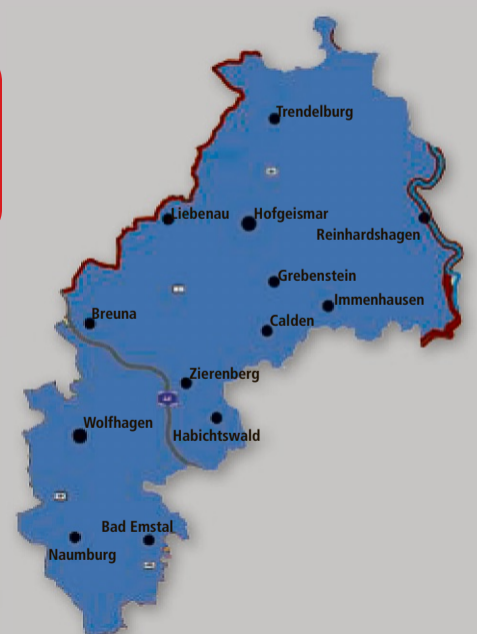 Trendelburg
Liebenau
Hofgeismar
Reinhardshagen
Grebenstein
Immenhausen
Breuna
Calden
Zierenberg
Wolfhagen
Habichtswald
Bad Emstal
Naumburg